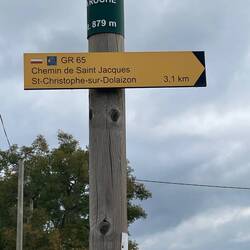 879 m
GR 65
Chemin de Saint Jacques
St-Christophe-sur-Dolaizon 3,1 km